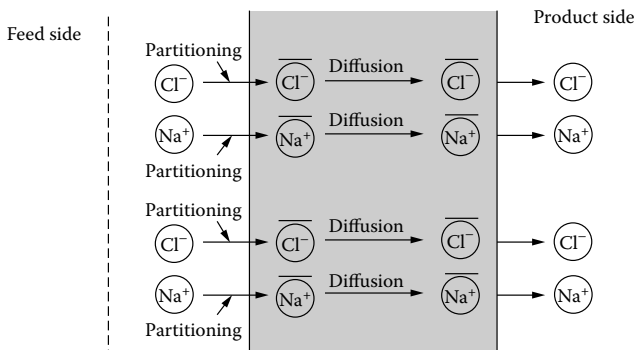 Feed side
Product side
Partitioning
Cl⁻ Cl⁻ Diffusion Cl⁻ Cl⁻
Na⁺ Na⁺ Diffusion Na⁺ Na⁺
Partitioning
Partitioning
Cl⁻ Cl⁻ Diffusion Cl⁻ Cl⁻
Na⁺ Na⁺ Diffusion Na⁺ Na⁺
Partitioning